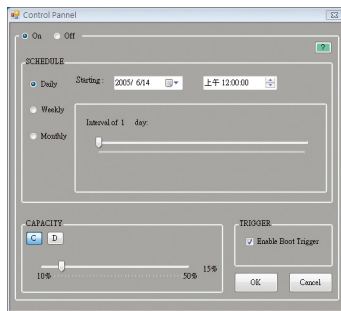 Control Pannel
On Off
?
SCHEDULE
Daily Starting : 2005/ 6/14 上午 12:00:00
Weekly
Monthly
Interval of 1 day:
CAPACITY
C D
10% 50% 15%
TRIGGER
Enable Boot Trigger
OK Cancel